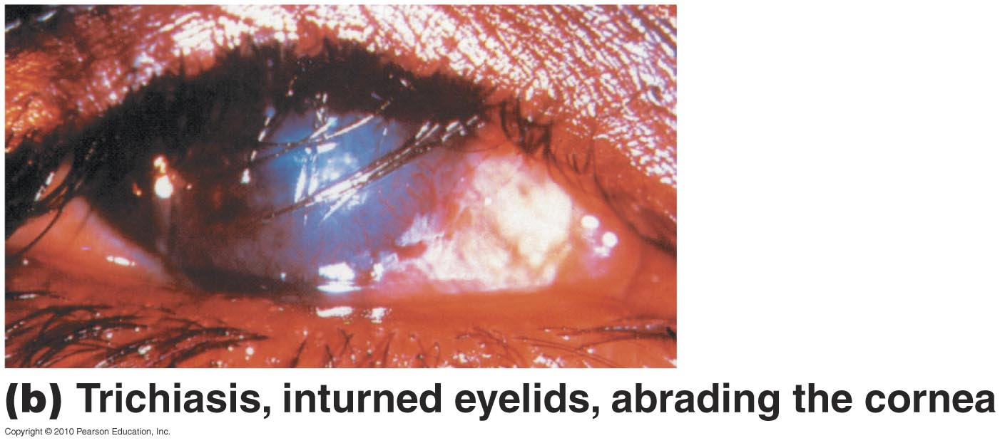 (b) Trichiasis, inturned eyelids, abrading the cornea
Copyright © 2010 Pearson Education, Inc.